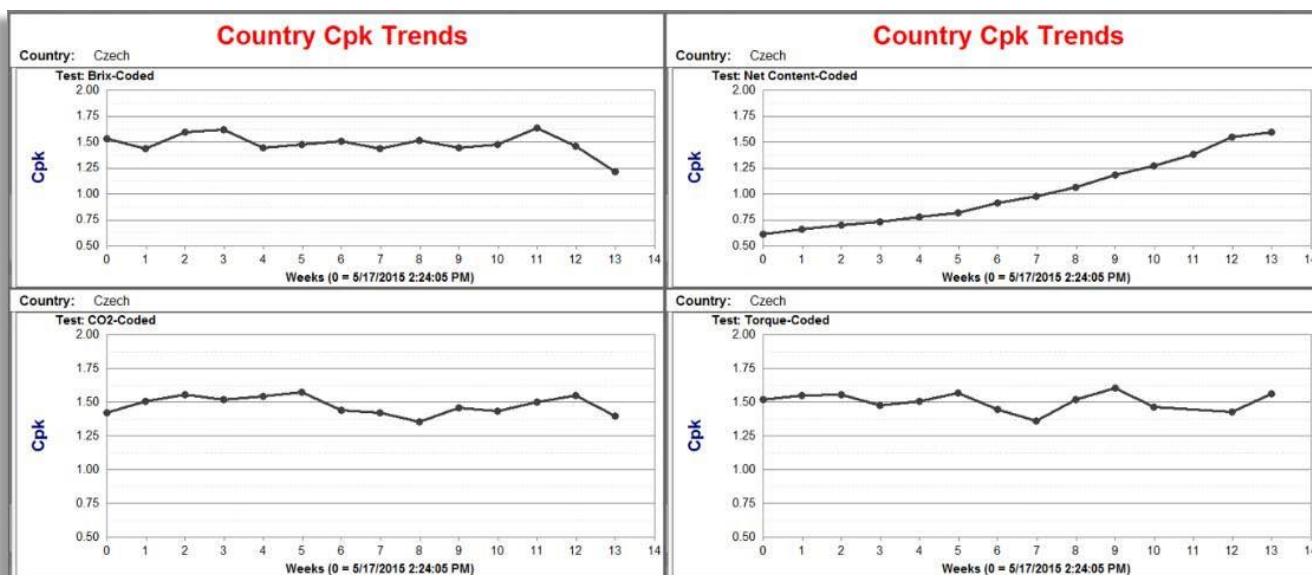 Country Cpk Trends
Country: Czech
Test: Brix-Coded
2.00
1.75
1.50
1.25
1.00
0.75
0.50
Cpk
0 1 2 3 4 5 6 7 8 9 10 11 12 13 14
Weeks (0 = 5/17/2015 2:24:05 PM)
Country Cpk Trends
Country: Czech
Test: Net Content-Coded
2.00
1.75
1.50
1.25
1.00
0.75
0.50
Cpk
0 1 2 3 4 5 6 7 8 9 10 11 12 13 14
Weeks (0 = 5/17/2015 2:24:05 PM)
Country: Czech
Test: CO2-Coded
2.00
1.75
1.50
1.25
1.00
0.75
0.50
Cpk
0 1 2 3 4 5 6 7 8 9 10 11 12 13 14
Weeks (0 = 5/17/2015 2:24:05 PM)
Country: Czech
Test: Torque-Coded
2.00
1.75
1.50
1.25
1.00
0.75
0.50
Cpk
0 1 2 3 4 5 6 7 8 9 10 11 12 13 14
Weeks (0 = 5/17/2015 2:24:05 PM)